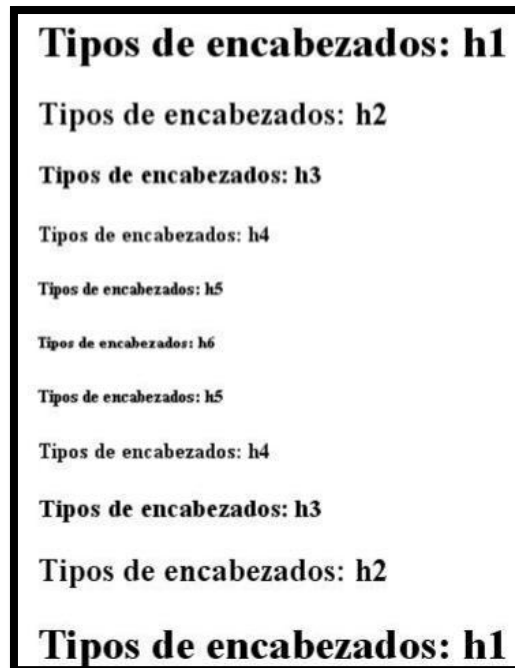 Tipos de encabezados: h1
Tipos de encabezados: h2
Tipos de encabezados: h3
Tipos de encabezados: h4
Tipos de encabezados: h5
Tipos de encabezados: h6
Tipos de encabezados: h5
Tipos de encabezados: h4
Tipos de encabezados: h3
Tipos de encabezados: h2
Tipos de encabezados: h1